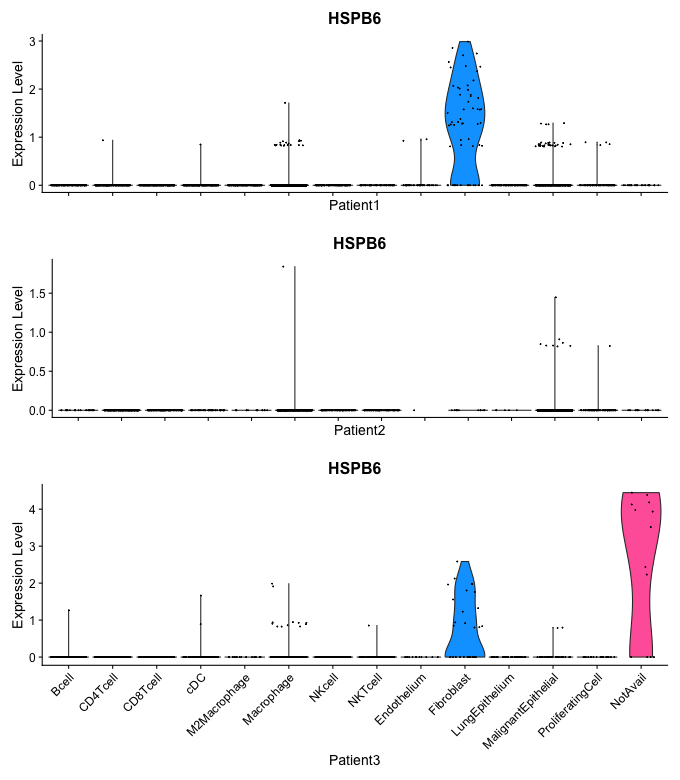 HSPB6
Expression Level
3
2
1
0
Patient1
HSPB6
Expression Level
1.5
1.0
0.5
0.0
Patient2
HSPB6
Expression Level
4
3
2
1
0
Bcell
CD4Tcell
CD8Tcell
cDC
M2Macrophage
Macrophage
NKcell
NKTcell
Endothelium
Fibroblast
LungEpithelium
MalignantEpithelial
ProliferatingCell
NotAvail
Patient3